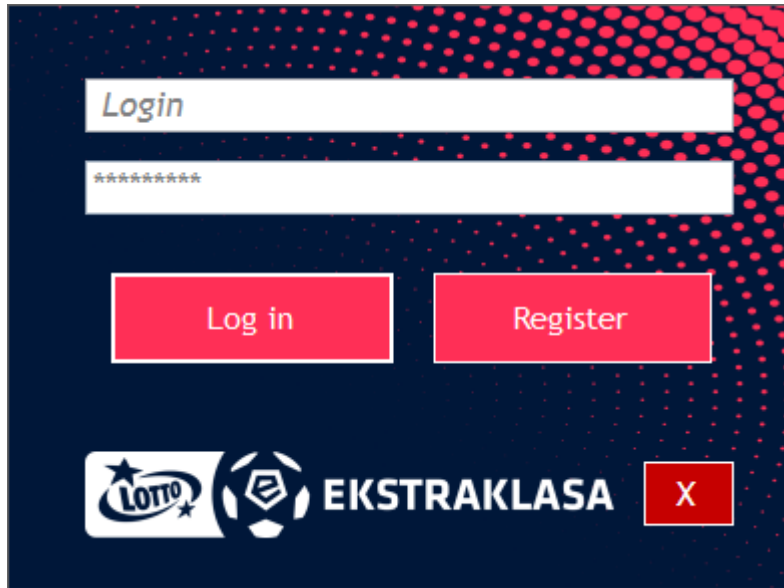 Login
*********
Log in
Register
LOTTO
EKSTRAKLASA
X